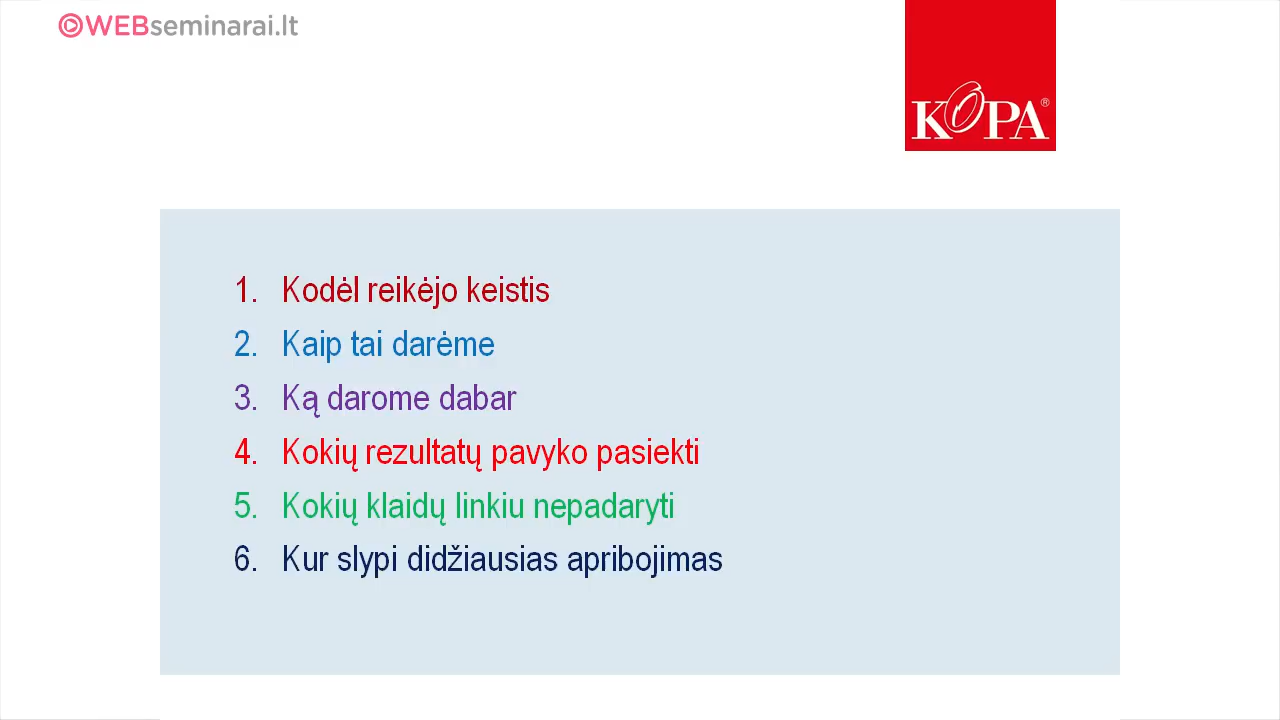 WEBseminarai.lt
KOPA®
1. Kodėl reikėjo keistis
2. Kaip tai darėme
3. Ką darome dabar
4. Kokių rezultatų pavyko pasiekti
5. Kokių klaidų linkiu nepadaryti
6. Kur slypi didžiausias apribojimas